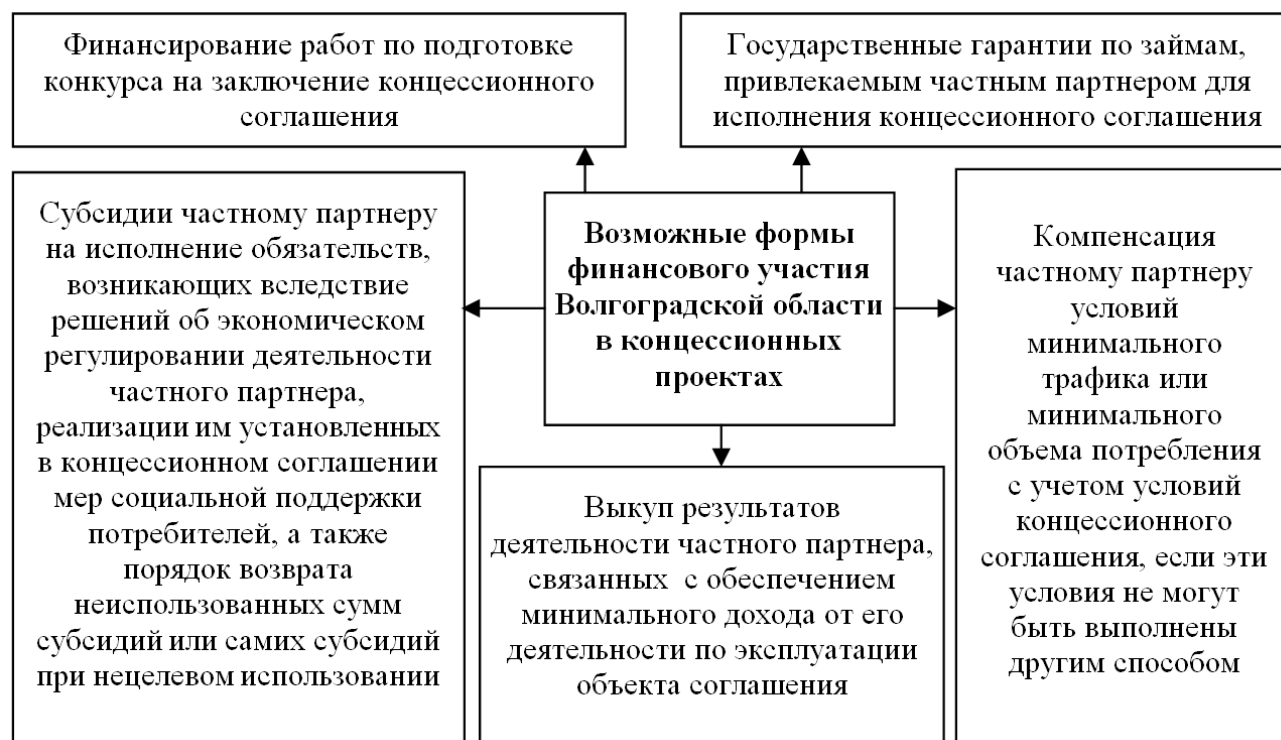 Финансирование работ по подготовке
конкурса на заключение концессионного
соглашения
Государственные гарантии по займам,
привлекаемым частным партнером для
исполнения концессионного соглашения
Субсидии частному партнеру
на исполнение обязательств,
возникающих вследствие
решений об экономическом
регулировании деятельности
частного партнера,
реализации им установленных
в концессионном соглашении
мер социальной поддержки
потребителей, а также
порядок возврата
неиспользованных сумм
субсидий или самих субсидий
при нецелевом использовании
Возможные формы
финансового участия
Волгоградской области
в концессионных
проектах
Компенсация
частному партнеру
условий
минимального
трафика или
минимального
объема потребления
с учетом условий
концессионного
соглашения, если эти
условия не могут
быть выполнены
другим способом
Выкуп результатов
деятельности частного партнера,
связанных с обеспечением
минимального дохода от его
деятельности по эксплуатации
объекта соглашения